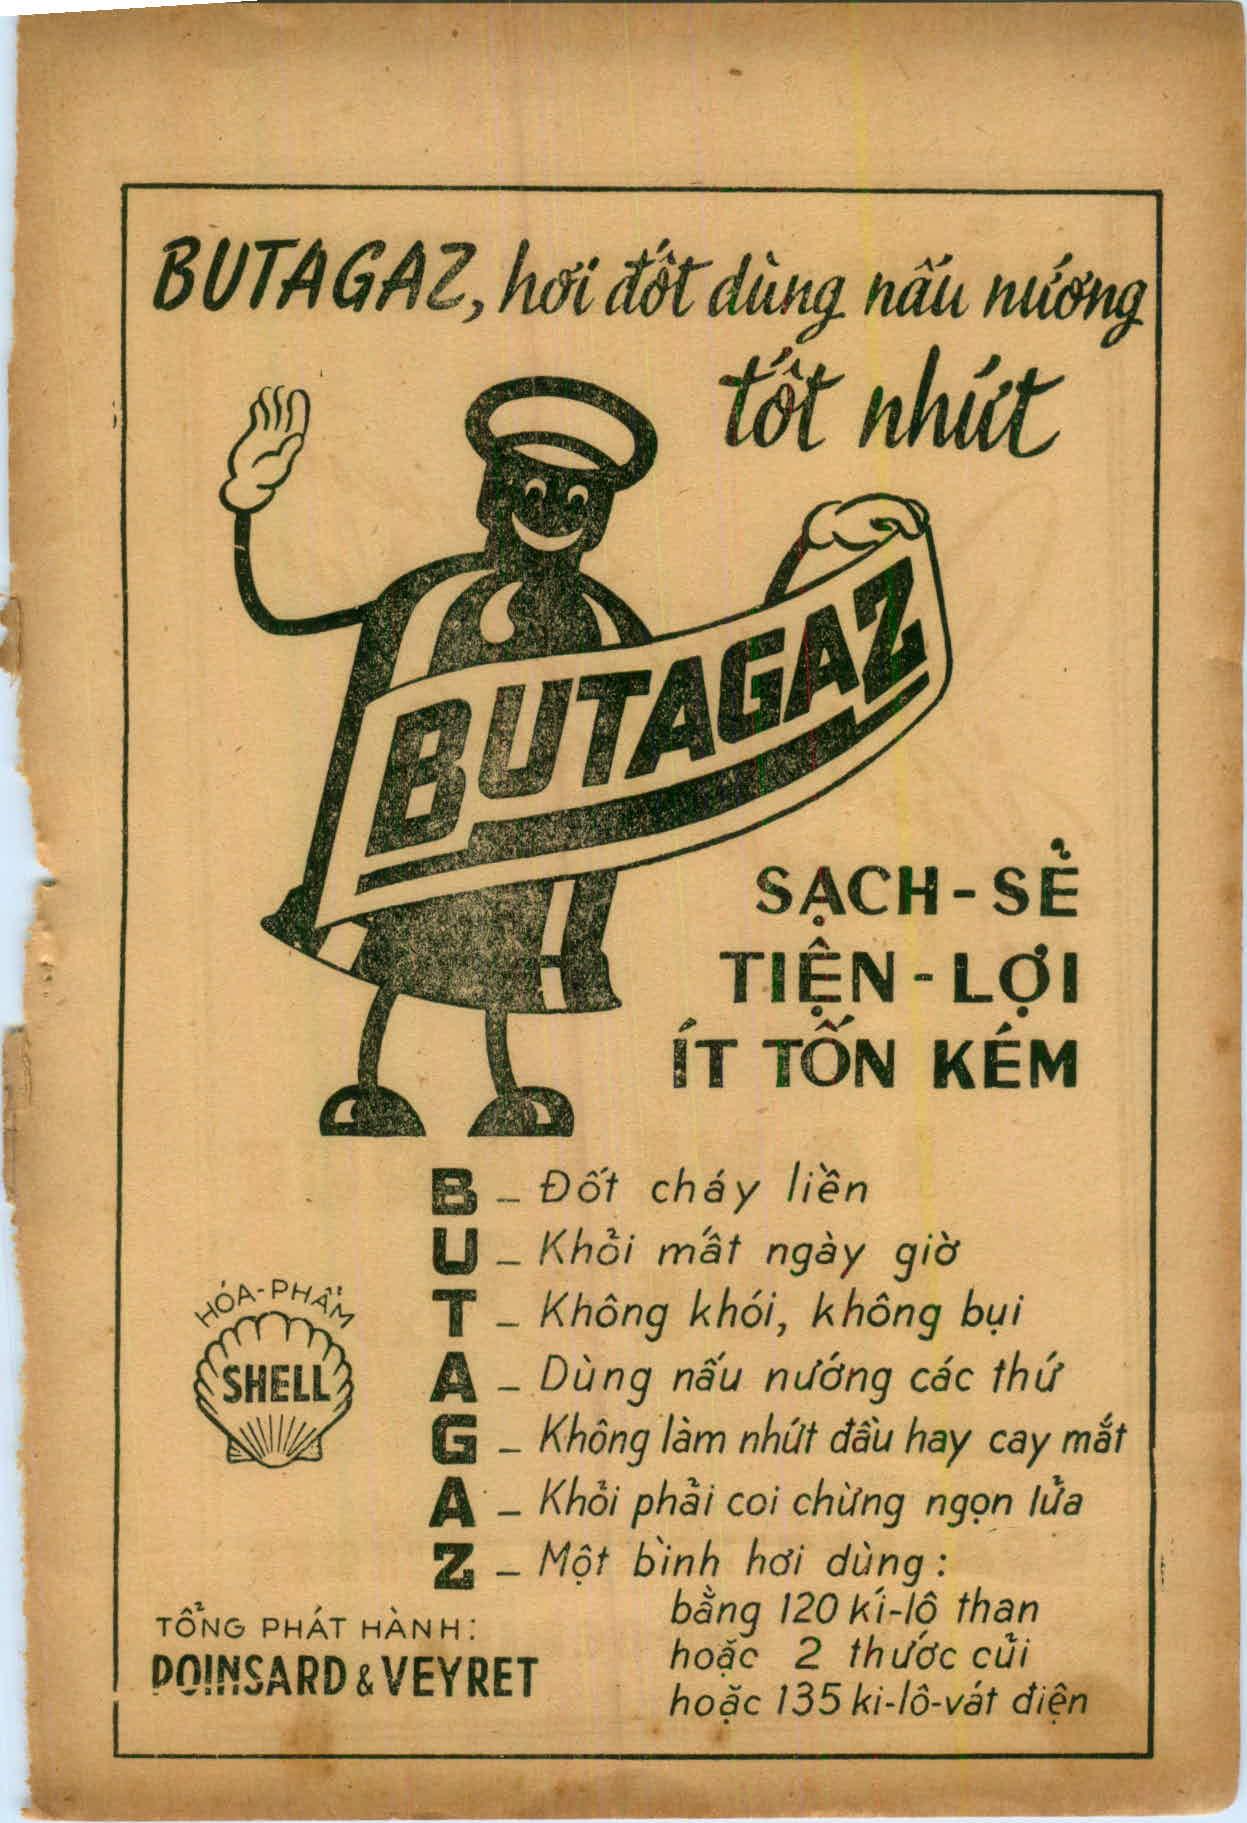 BUTAGAZ, hơi đốt dùng nấu nướng
tốt nhứt
BUTAGAZ
SẠCH - SẺ
TIỆN - LỢI
ÍT TỐN KÉM
B - Đốt cháy liền
U - Khỏi mất ngày giờ
T - Không khói, không bụi
A - Dùng nấu nướng các thứ
G - Không làm nhứt đầu hay cay mắt
A - Khỏi phải coi chừng ngọn lửa
Z - Một bình hơi dùng :
bằng 120 kí-lô than
hoặc 2 thước củi
hoặc 135 ki-lô-vát điện
HÓA-PHẨM
SHELL
TỔNG PHÁT HÀNH:
POINSARD & VEYRET